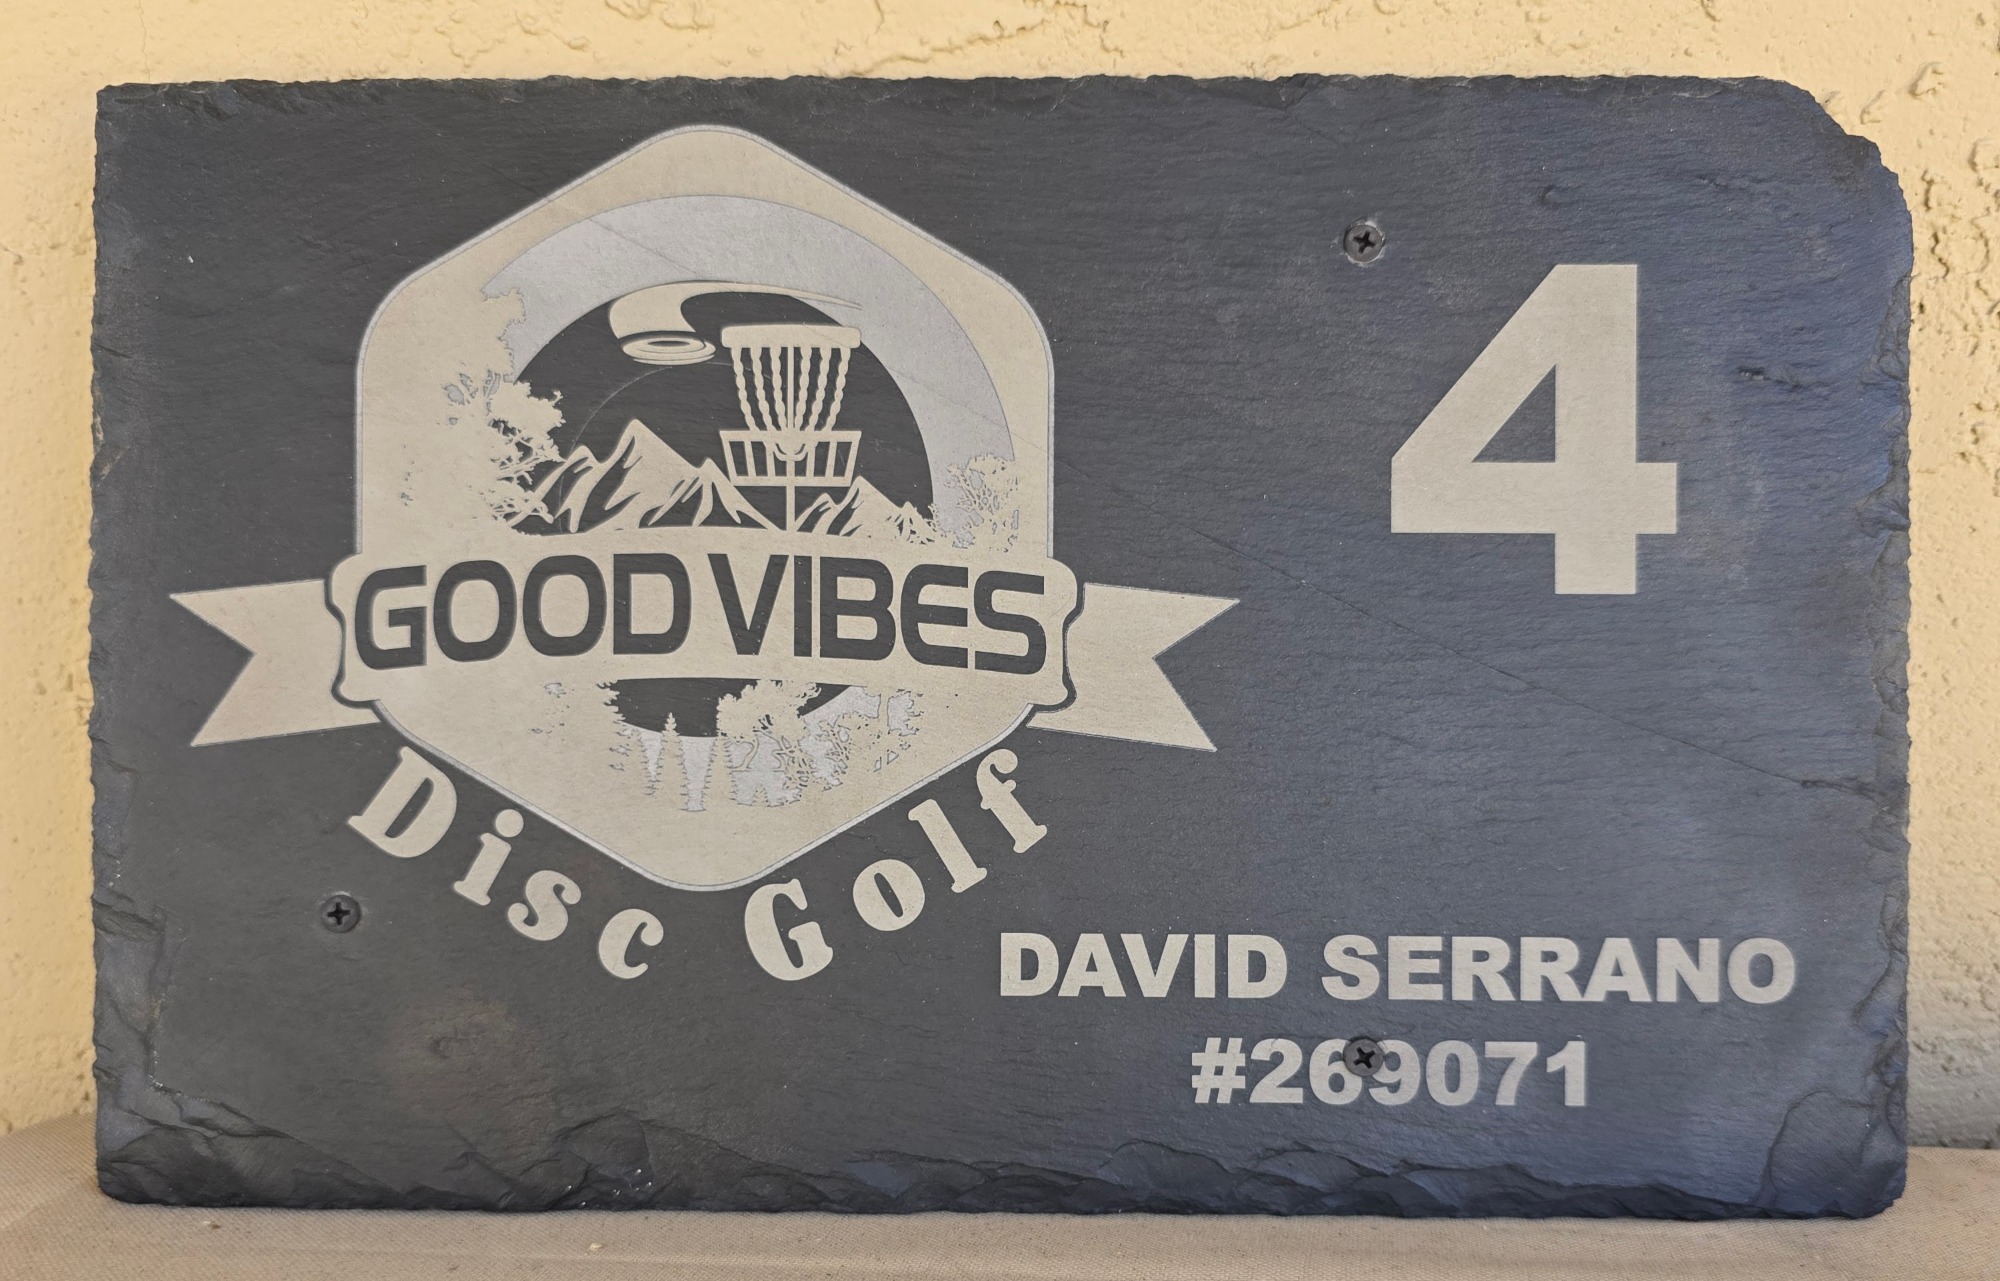 GOOD VIBES
Disc Golf
4
DAVID SERRANO
#269071